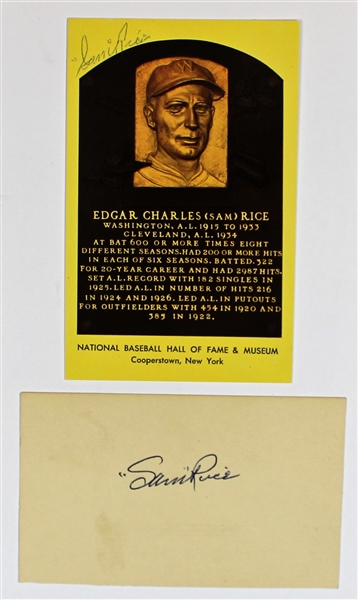 "Sam" Rice
EDGAR CHARLES (SAM) RICE
WASHINGTON, A.L. 1915 TO 1933
CLEVELAND, A.L. 1934
AT BAT 600 OR MORE TIMES EIGHT
DIFFERENT SEASONS. HAD 200 OR MORE HITS
IN EACH OF SIX SEASONS. BATTED .322
FOR 20-YEAR CAREER AND HAD 2987 HITS.
SET A.L. RECORD WITH 182 SINGLES IN
1925. LED A.L. IN NUMBER OF HITS 216
IN 1924 AND 1926. LED A.L. IN PUTOUTS
FOR OUTFIELDERS WITH 454 IN 1920 AND
385 IN 1922.
NATIONAL BASEBALL HALL OF FAME & MUSEUM
Cooperstown, New York
"Sam" Rice